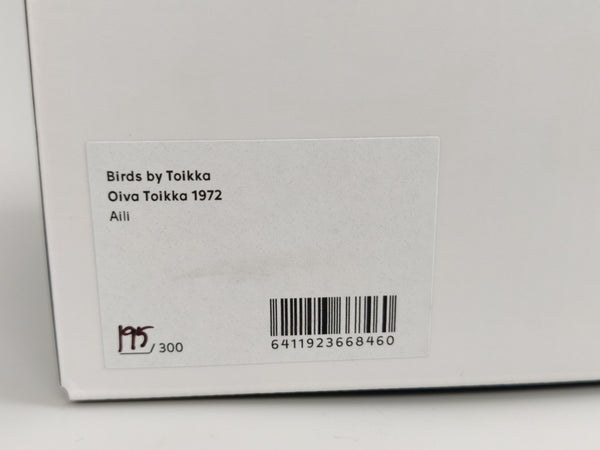 Birds by Toikka
Oiva Toikka 1972
Aili
195/300
6411923668460